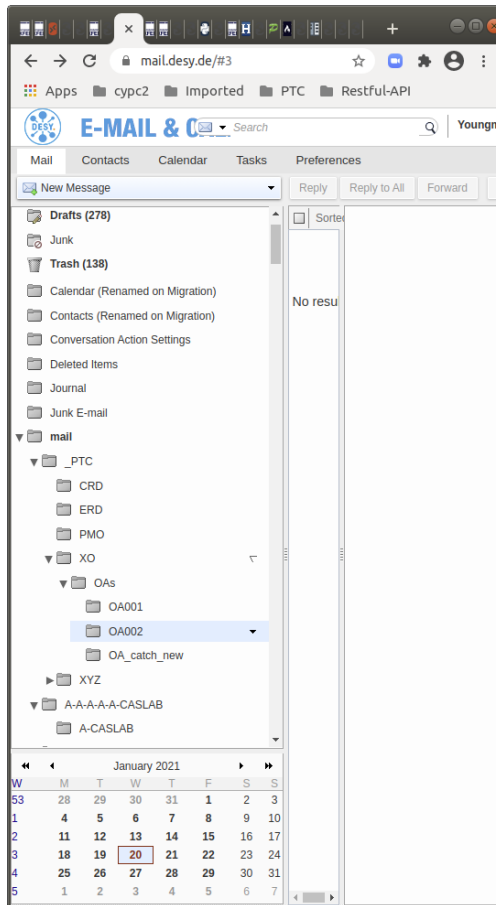 mail.desy.de/#3
Apps cypc2 Imported PTC Restful-API
DESY. E-MAIL & Search Youngm
Mail Contacts Calendar Tasks Preferences
New Message Reply Reply to All Forward
Drafts (278) Sorted
Junk
Trash (138)
Calendar (Renamed on Migration)
No resu
Contacts (Renamed on Migration)
Conversation Action Settings
Deleted Items
Journal
Junk E-mail
mail
_PTC
CRD
ERD
PMO
XO
OAs
OA001
OA002
OA_catch_new
XYZ
A-A-A-A-A-CASLAB
A-CASLAB
January 2021
W M T W T F S S
53 28 29 30 31 1 2 3
1 4 5 6 7 8 9 10
2 11 12 13 14 15 16 17
3 18 19 20 21 22 23 24
4 25 26 27 28 29 30 31
5 1 2 3 4 5 6 7